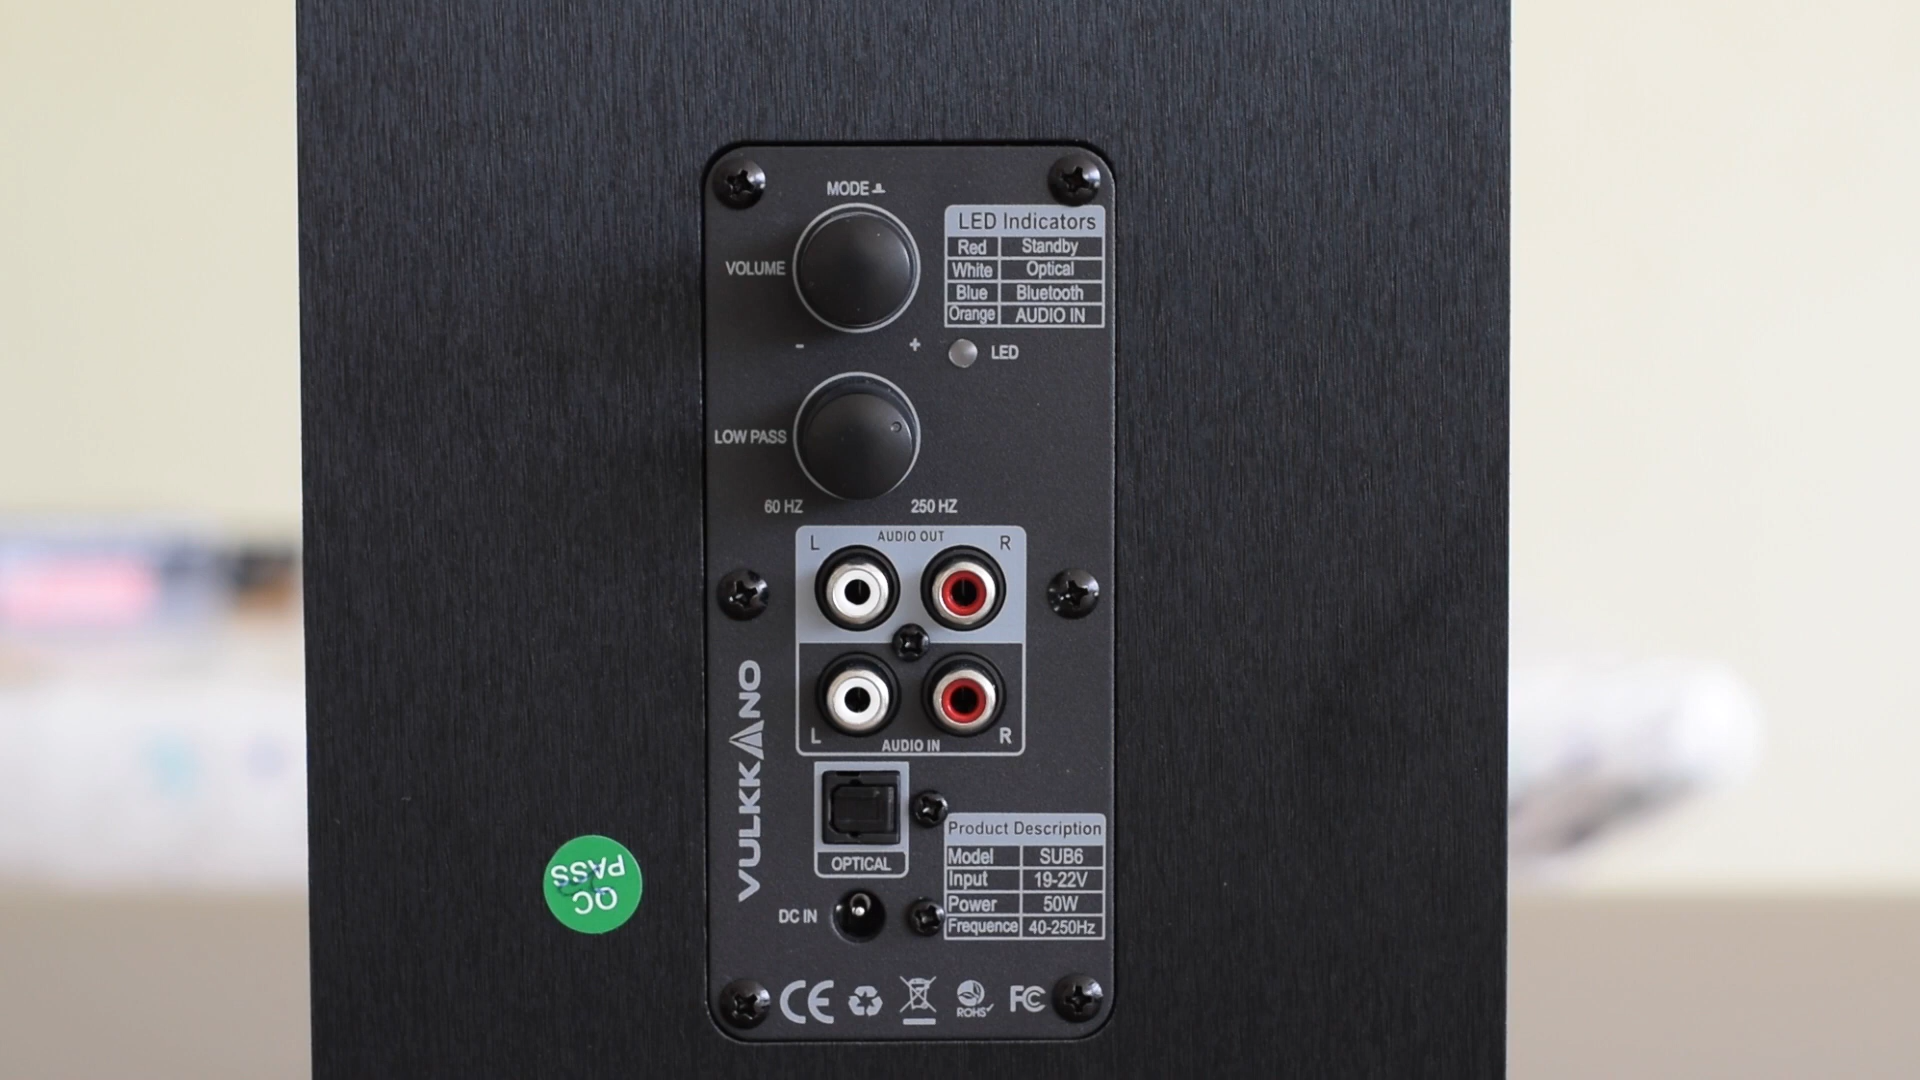 MODE
VOLUME
- +
LED Indicators
Red Standby
White Optical
Blue Bluetooth
Orange AUDIO IN
LED
LOW PASS
60 HZ 250 HZ
L AUDIO OUT R
L AUDIO IN R
VULKKANO
OPTICAL
DC IN
Product Description
Model SUB6
Input 19-22V
Power 50W
Frequence 40-250Hz
QC
PASS
CE ROHS FC